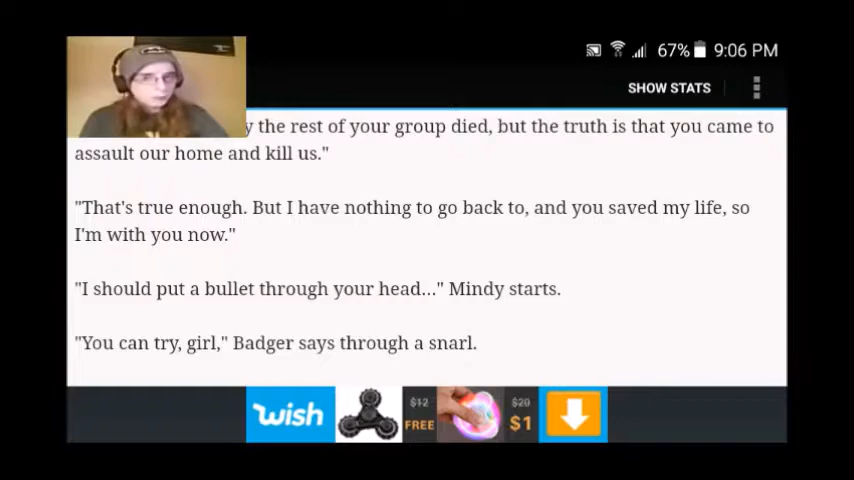 67% 9:06 PM
SHOW STATS
y the rest of your group died, but the truth is that you came to
assault our home and kill us."
"That's true enough. But I have nothing to go back to, and you saved my life, so
I'm with you now."
"I should put a bullet through your head…" Mindy starts.
"You can try, girl," Badger says through a snarl.
wish
$12
FREE
$20
$1